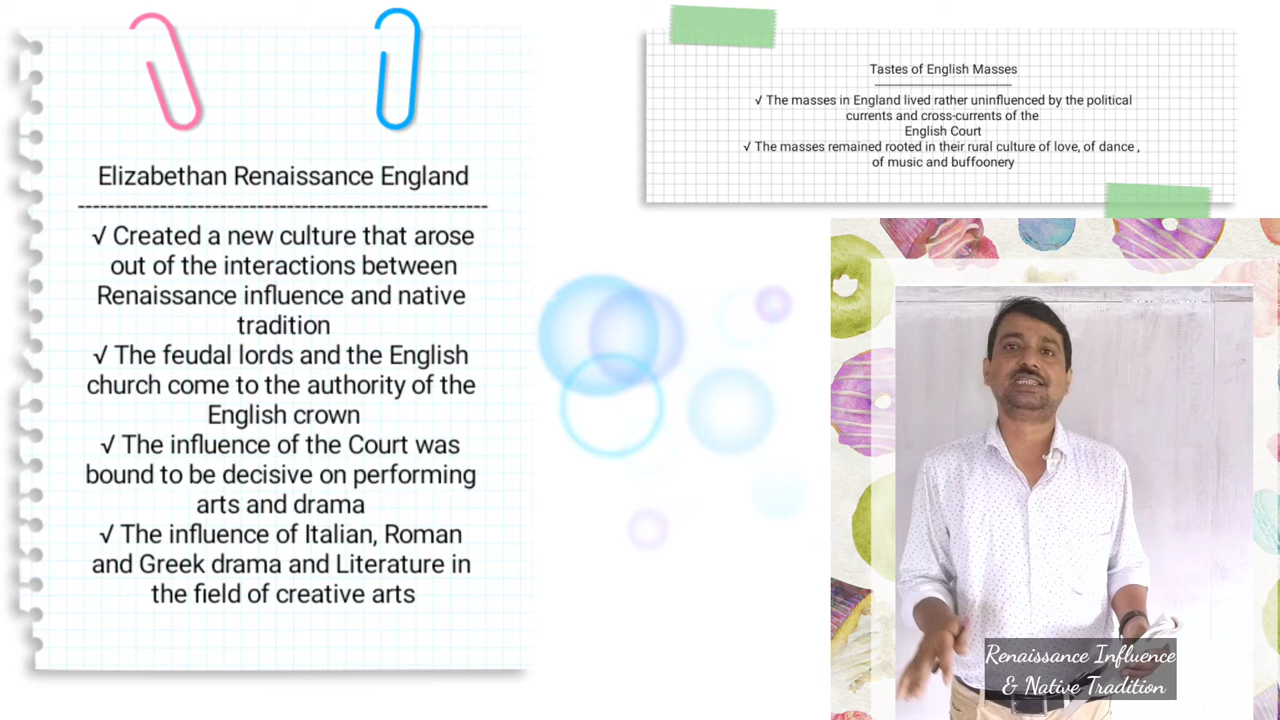 Elizabethan Renaissance England
--------------------------------------------------
√ Created a new culture that arose
out of the interactions between
Renaissance influence and native
tradition
√ The feudal lords and the English
church come to the authority of the
English crown
√ The influence of the Court was
bound to be decisive on performing
arts and drama
√ The influence of Italian, Roman
and Greek drama and Literature in
the field of creative arts
Tastes of English Masses
√ The masses in England lived rather uninfluenced by the political
currents and cross-currents of the
English Court
√ The masses remained rooted in their rural culture of love, of dance ,
of music and buffoonery
Renaissance Influence
& Native Tradition